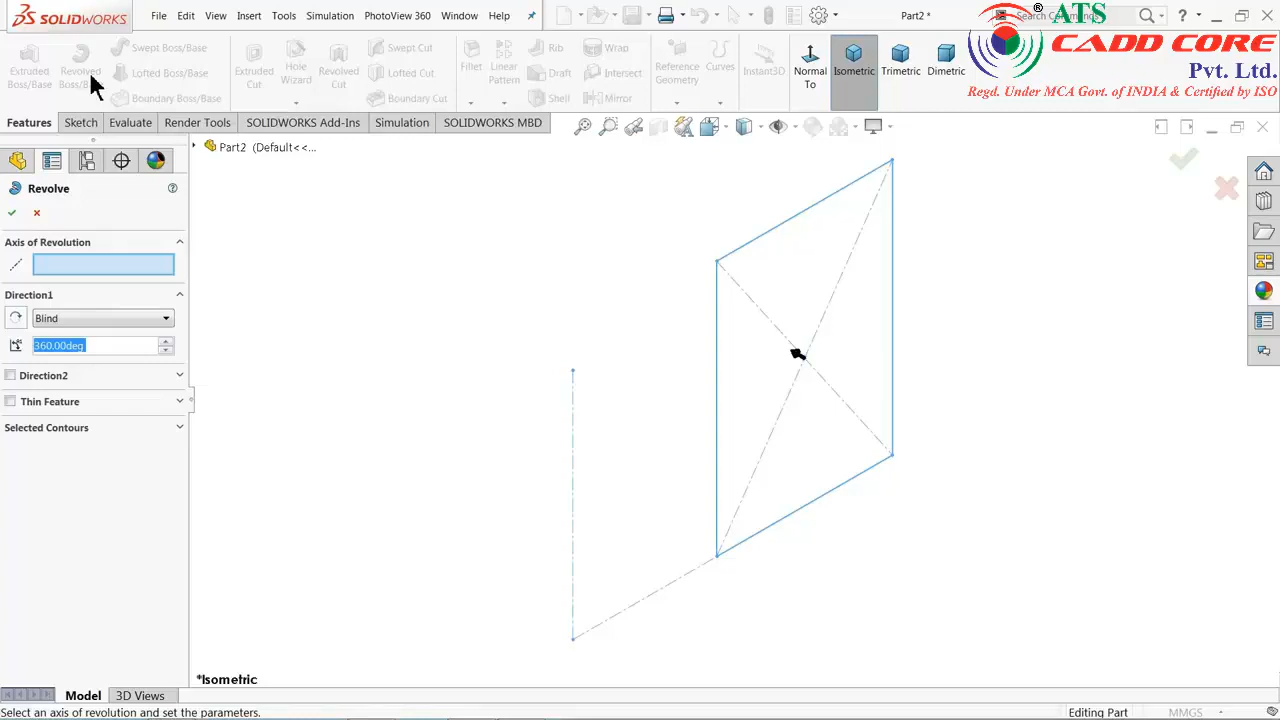 SOLIDWORKS
File Edit View Insert Tools Simulation PhotoView 360 Window Help
Part2 *
Search Commands
®
ATS
CADD CORE
Pvt. Ltd.
Regd. Under MCA Govt. of INDIA & Certified by ISO
Extruded Boss/Base
Revolved Boss/Base
Swept Boss/Base
Lofted Boss/Base
Boundary Boss/Base
Extruded Cut
Hole Wizard
Revolved Cut
Swept Cut
Lofted Cut
Boundary Cut
Fillet
Linear Pattern
Rib
Draft
Shell
Wrap
Intersect
Mirror
Reference Geometry
Curves
Instant3D
Normal To
Isometric
Trimetric
Dimetric
Features Sketch Evaluate Render Tools SOLIDWORKS Add-Ins Simulation SOLIDWORKS MBD
Part2 (Default<<...
Revolve
Axis of Revolution
Direction1
Blind
360.00deg
Direction2
Thin Feature
Selected Contours
*Isometric
Model 3D Views
Select an axis of revolution and set the parameters.
Editing Part
MMGS